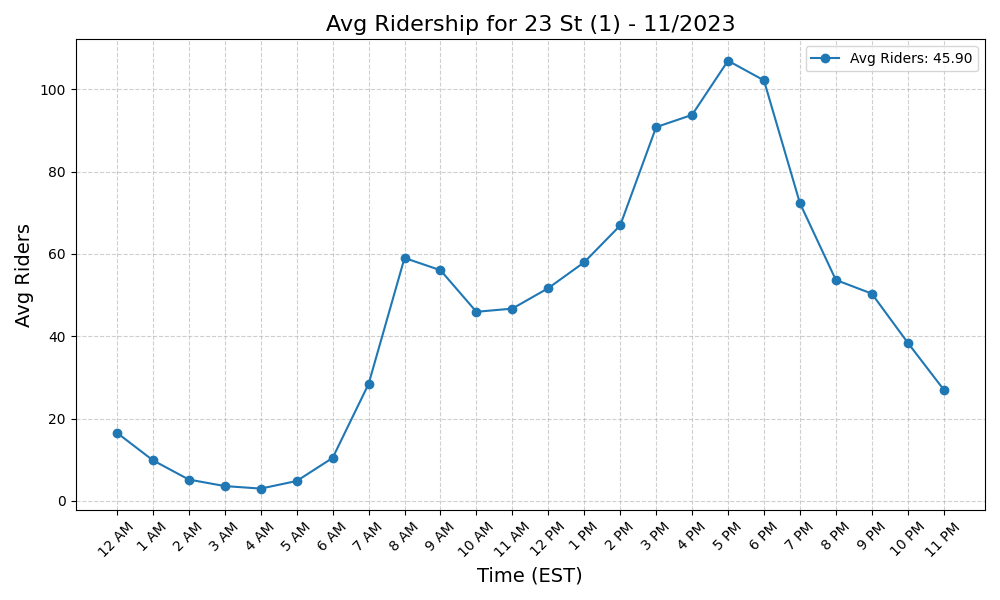 Avg Ridership for 23 St (1) - 11/2023
Avg Riders: 45.90
Avg Riders
100
80
60
40
20
0
12 AM
1 AM
2 AM
3 AM
4 AM
5 AM
6 AM
7 AM
8 AM
9 AM
10 AM
11 AM
12 PM
1 PM
2 PM
3 PM
4 PM
5 PM
6 PM
7 PM
8 PM
9 PM
10 PM
11 PM
Time (EST)